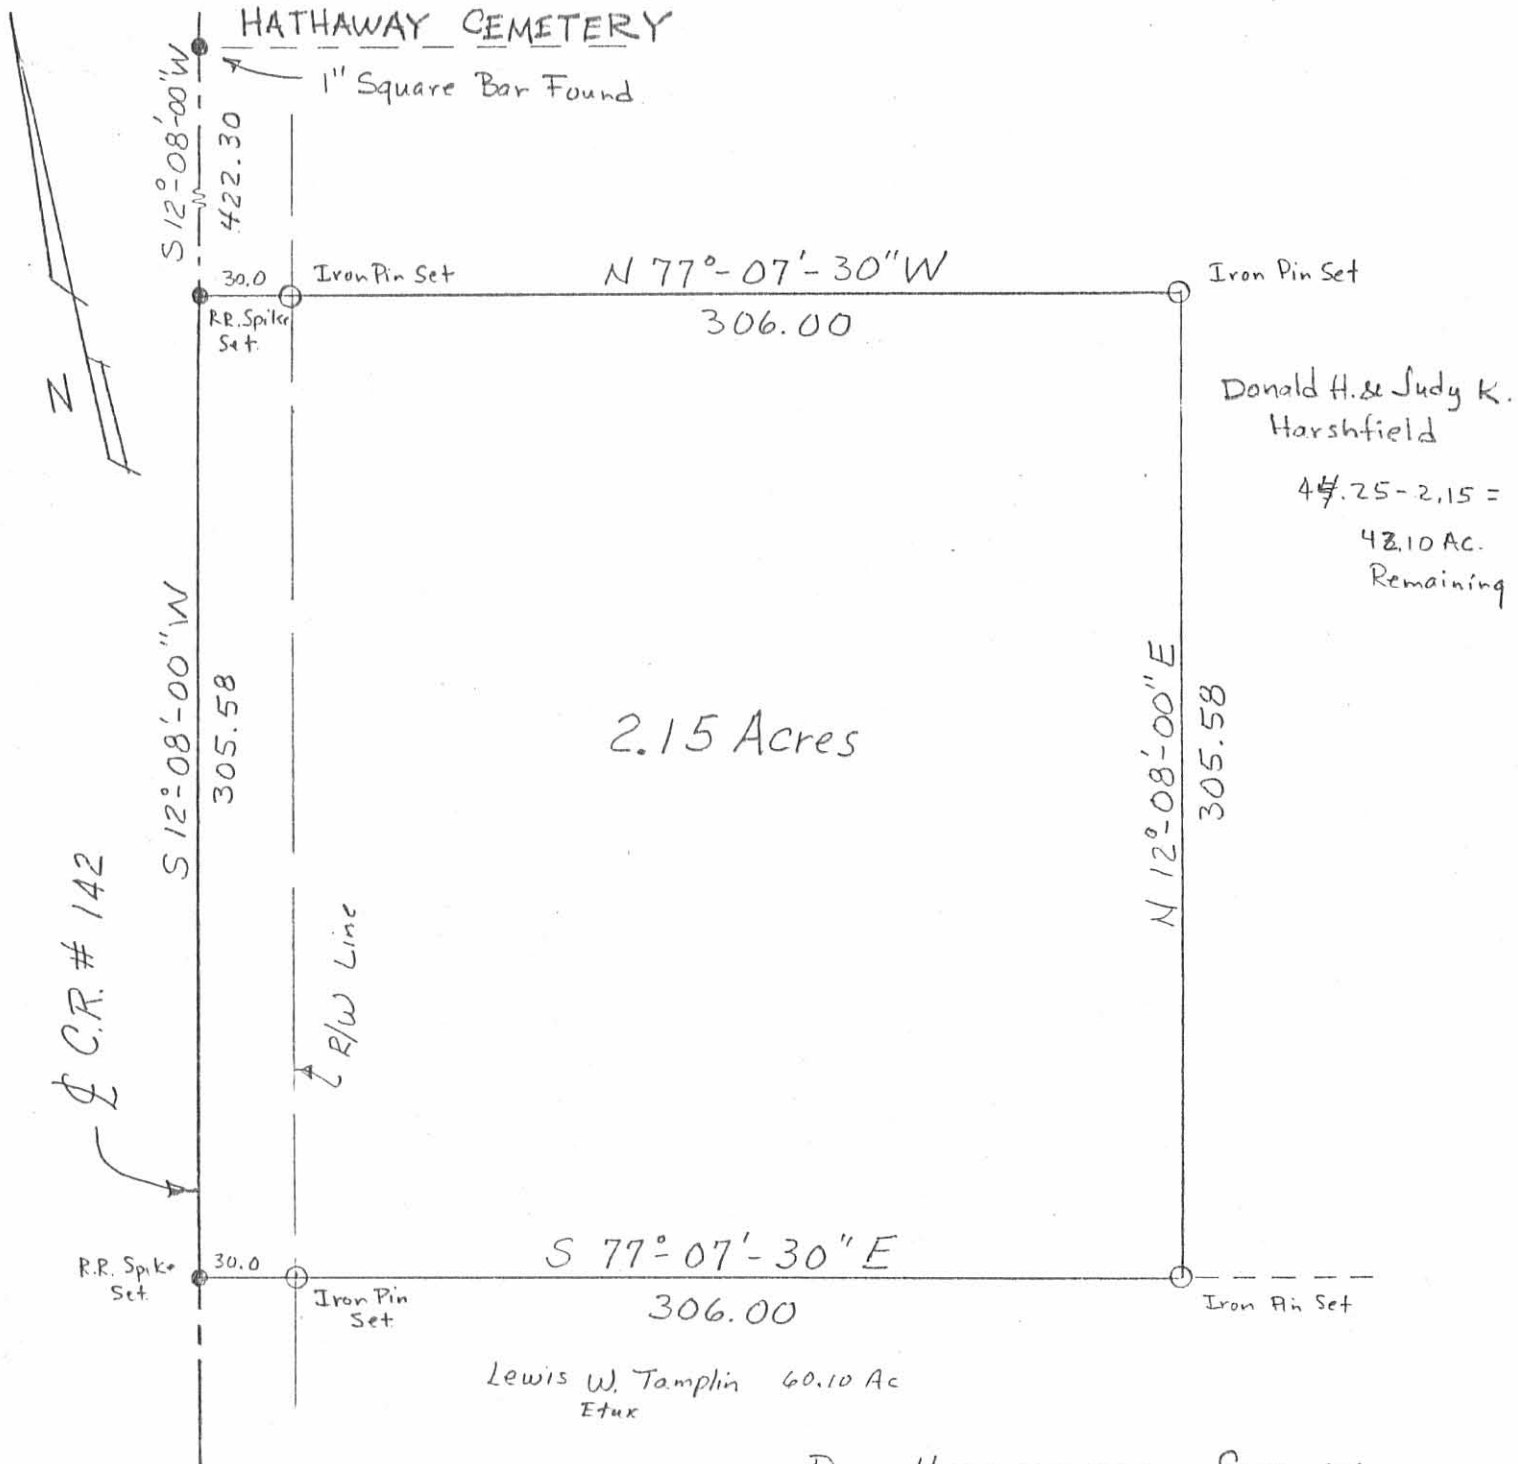 HATHAWAY CEMETERY
1" Square Bar Found
S 12°-08'-00"W
422.30
30.0
Iron Pin Set
N 77°-07'-30"W
306.00
Iron Pin Set
R.R. Spike
Set.
Z
Donald H. & Judy K.
Harshfield
.25-2.15 =
Ac.
Remaining
S 12°-08'-00"W
305.58
2.15 Acres
N 12°-08'-00"E
305.58
℄ C.R. # 142
R/W Line
R.R. Spike
Set
30.0
Iron Pin
Set
S 77°-07'-30"E
306.00
Iron Pin Set
Lewis W. Tamplin 60.10 Ac
Etux